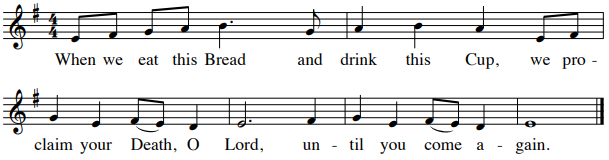 When we eat this Bread and drink this Cup, we pro -
claim your Death, O Lord, un - til you come a - gain.